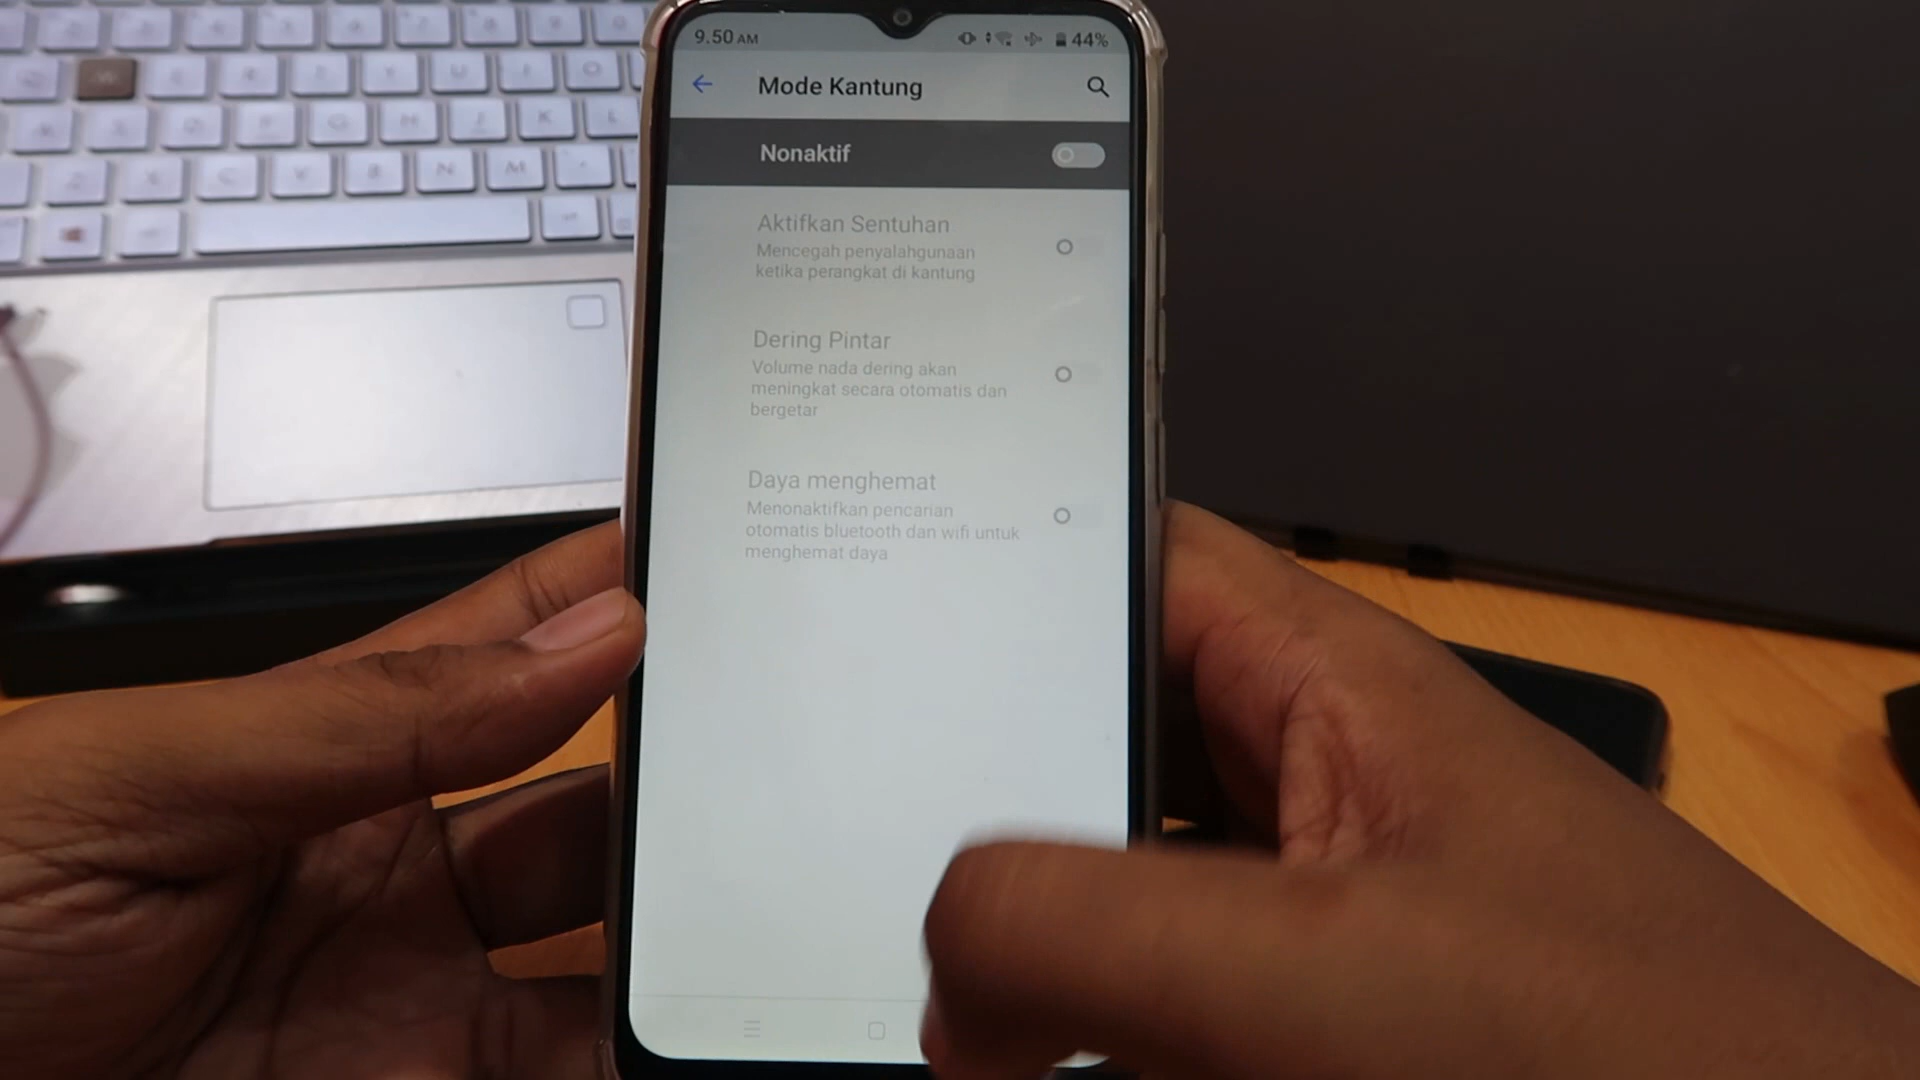 9.50 AM
44%
Mode Kantung
Nonaktif
Aktifkan Sentuhan
Mencegah penyalahgunaan
ketika perangkat di kantung
Dering Pintar
Volume nada dering akan
meningkat secara otomatis dan
bergetar
Daya menghemat
Menonaktifkan pencarian
otomatis bluetooth dan wifi untuk
menghemat daya